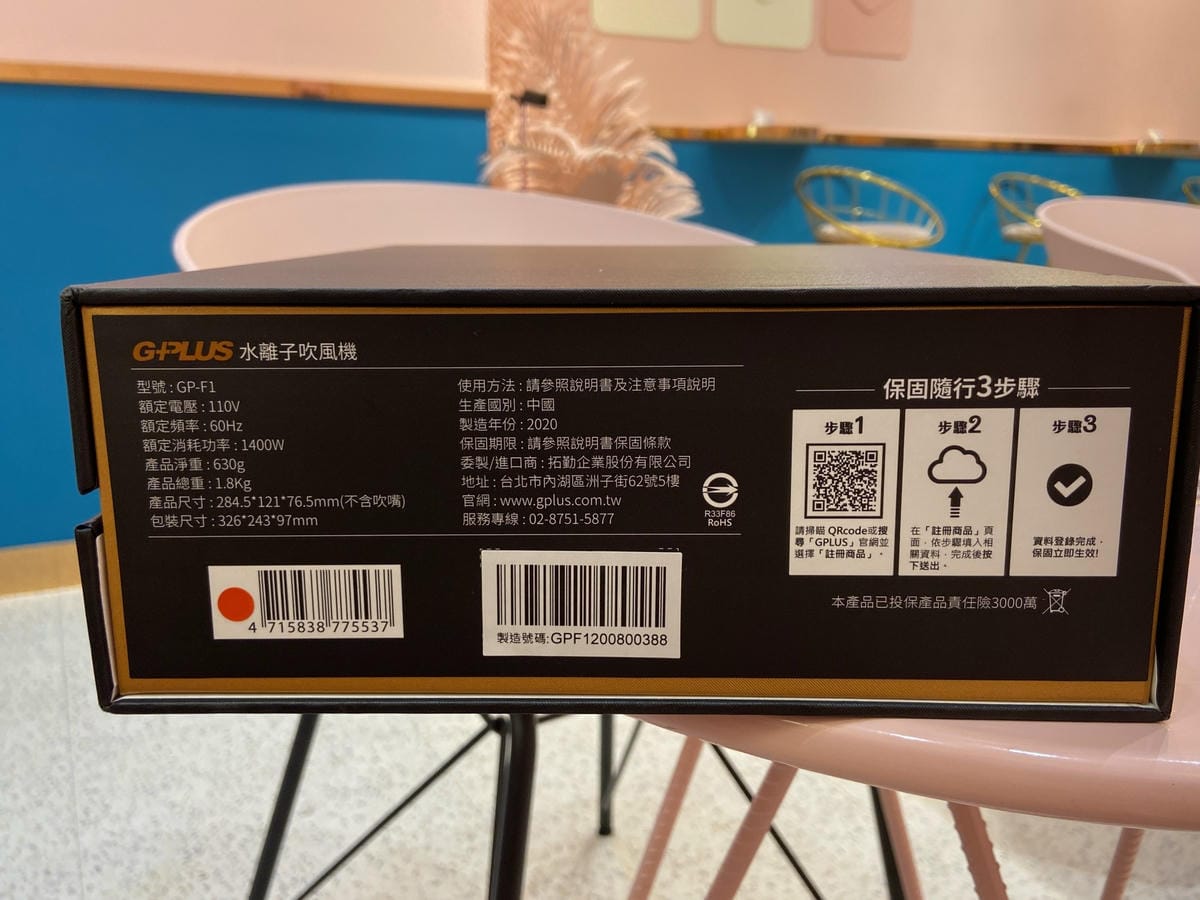 G+PLUS 水離子吹風機
型號 : GP-F1
額定電壓 : 110V
額定頻率 : 60Hz
額定消耗功率 : 1400W
產品淨重 : 630g
產品總重 : 1.8Kg
產品尺寸 : 284.5*121*76.5mm(不含吹嘴)
包裝尺寸 : 326*243*97mm
使用方法 : 請參照說明書及注意事項說明
生產國別 : 中國
製造年份 : 2020
保固期限 : 請參照說明書保固條款
委製/進口商 : 拓勤企業股份有限公司
地址 : 台北市內湖區洲子街62號5樓
官網 : www.gplus.com.tw
服務專線 : 02-8751-5877
R33F86
RoHS
4 715838 775537
製造號碼:GPF1200800388
保固隨行3步驟
步驟1
請掃瞄 QRcode或搜
尋「GPLUS」官網並
選擇「註冊商品」。
步驟2
在「註冊商品」頁
面，依步驟填入相
關資料，完成後按
下送出。
步驟3
資料登錄完成，
保固立即生效!
本產品已投保產品責任險3000萬